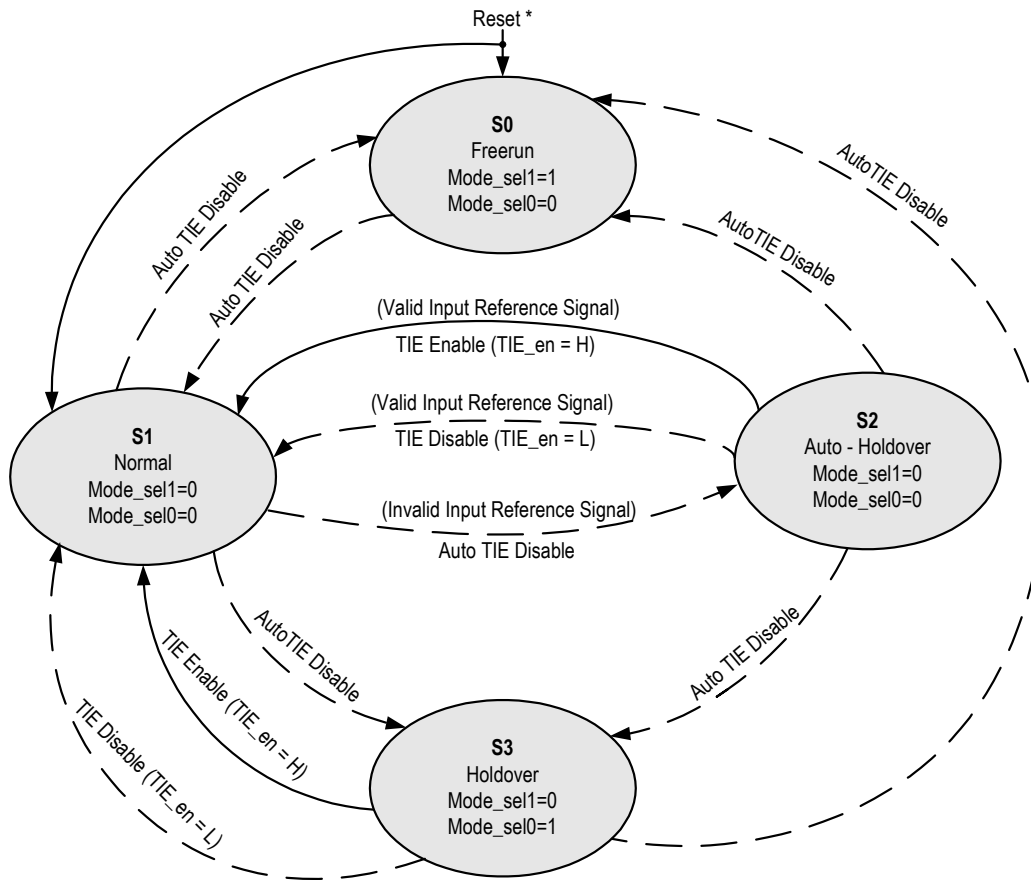 Reset *
S0
Freerun
Mode_sel1=1
Mode_sel0=0
Auto TIE Disable
Auto TIE Disable
AutoTIE Disable
AutoTIE Disable
(Valid Input Reference Signal)
TIE Enable (TIE_en = H)
(Valid Input Reference Signal)
TIE Disable (TIE_en = L)
(Invalid Input Reference Signal)
Auto TIE Disable
S1
Normal
Mode_sel1=0
Mode_sel0=0
S2
Auto - Holdover
Mode_sel1=0
Mode_sel0=0
AutoTIE Disable
TIE Enable (TIE_en = H)
TIE Disable (TIE_en = L)
Auto TIE Disable
S3
Holdover
Mode_sel1=0
Mode_sel0=1